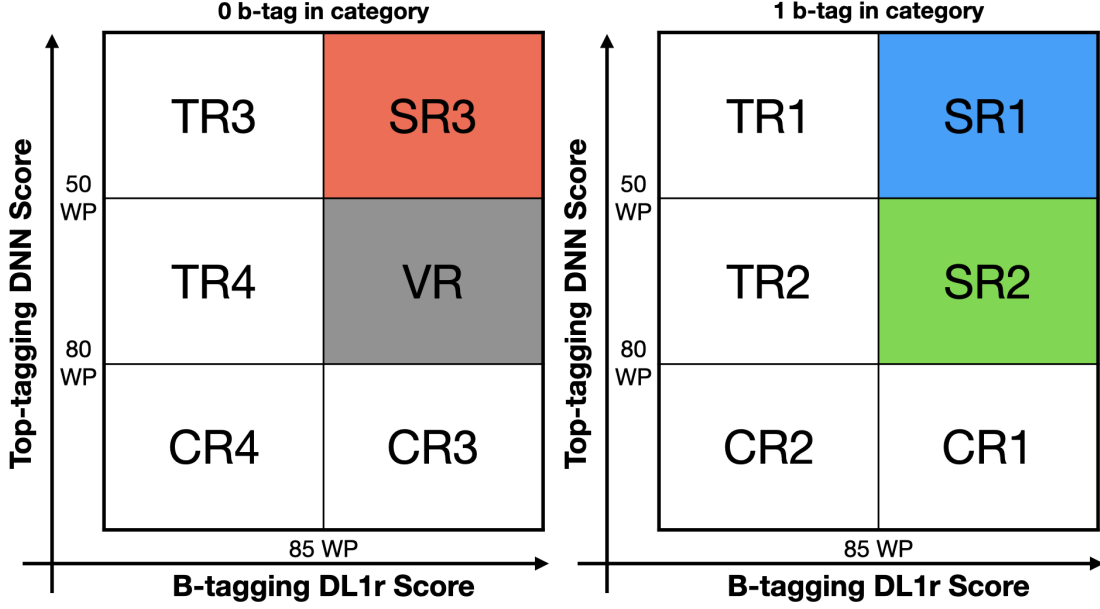 0 b-tag in category
TR3
SR3
50
WP
TR4
VR
80
WP
CR4
CR3
85 WP
B-tagging DL1r Score
Top-tagging DNN Score
1 b-tag in category
TR1
SR1
50
WP
TR2
SR2
80
WP
CR2
CR1
85 WP
B-tagging DL1r Score
Top-tagging DNN Score